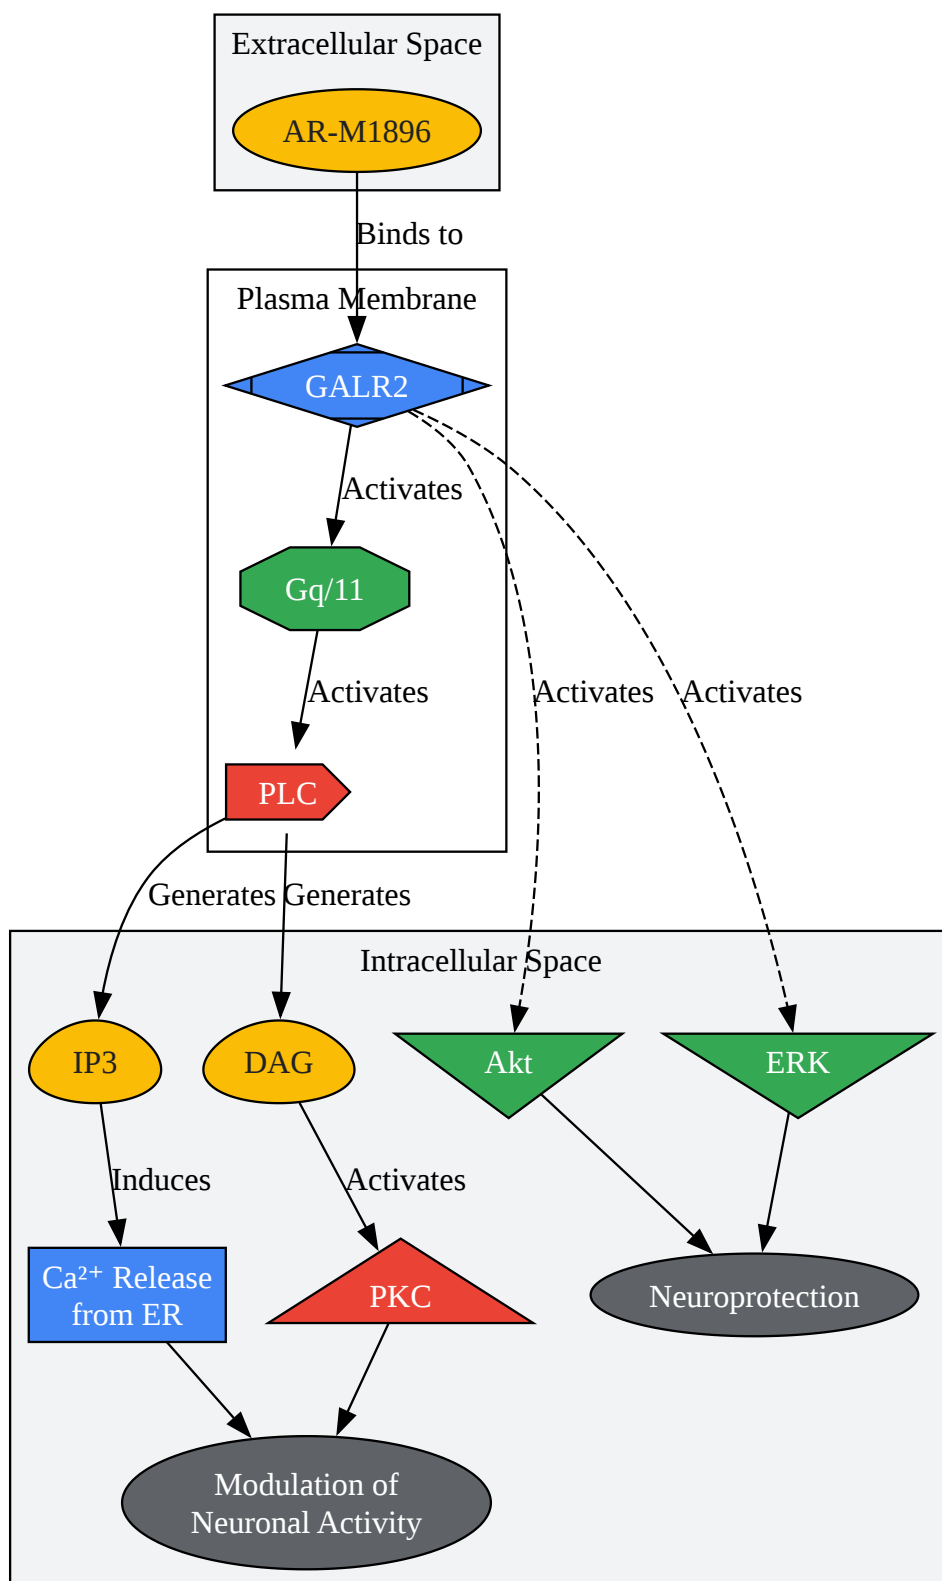 Extracellular Space
AR-M1896
Binds to
Plasma Membrane
GALR2
Activates
Gq/11
Activates
Activates
Activates
PLC
Generates
Generates
Intracellular Space
IP3
DAG
Akt
ERK
Induces
Activates
Ca²⁺ Release
from ER
PKC
Neuroprotection
Modulation of
Neuronal Activity